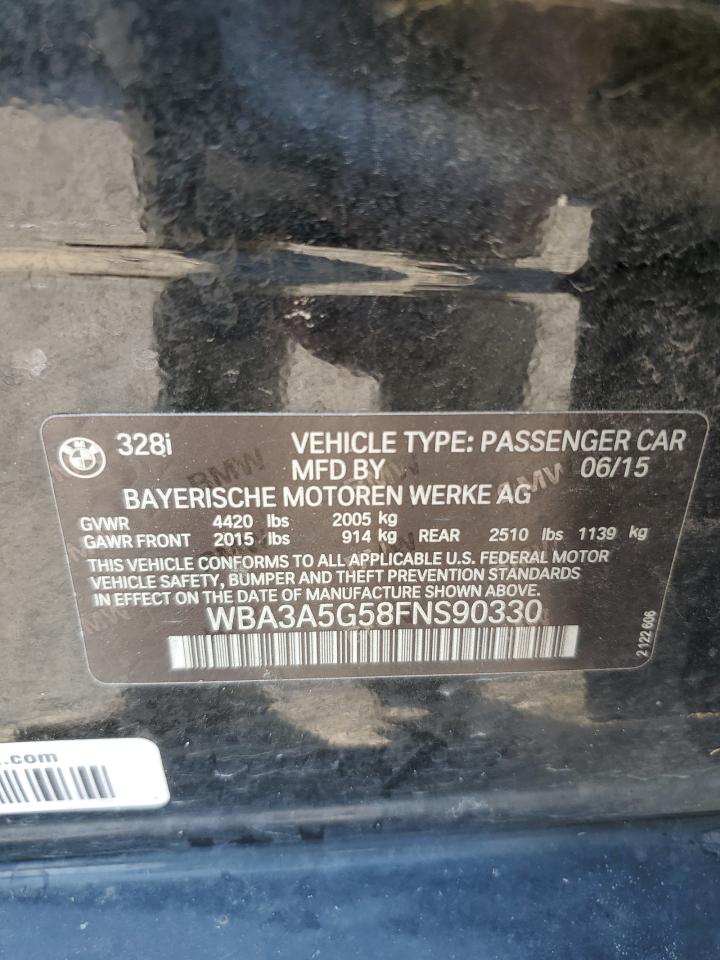 328i VEHICLE TYPE: PASSENGER CAR
MFD BY 06/15
BAYERISCHE MOTOREN WERKE AG
GVWR 4420 lbs 2005 kg
GAWR FRONT 2015 lbs 914 kg REAR 2510 lbs 1139 kg
THIS VEHICLE CONFORMS TO ALL APPLICABLE U.S. FEDERAL MOTOR
VEHICLE SAFETY, BUMPER AND THEFT PREVENTION STANDARDS
IN EFFECT ON THE DATE OF MANUFACTURE SHOWN ABOVE.
WBA3A5G58FNS90330
2 122 606
.com